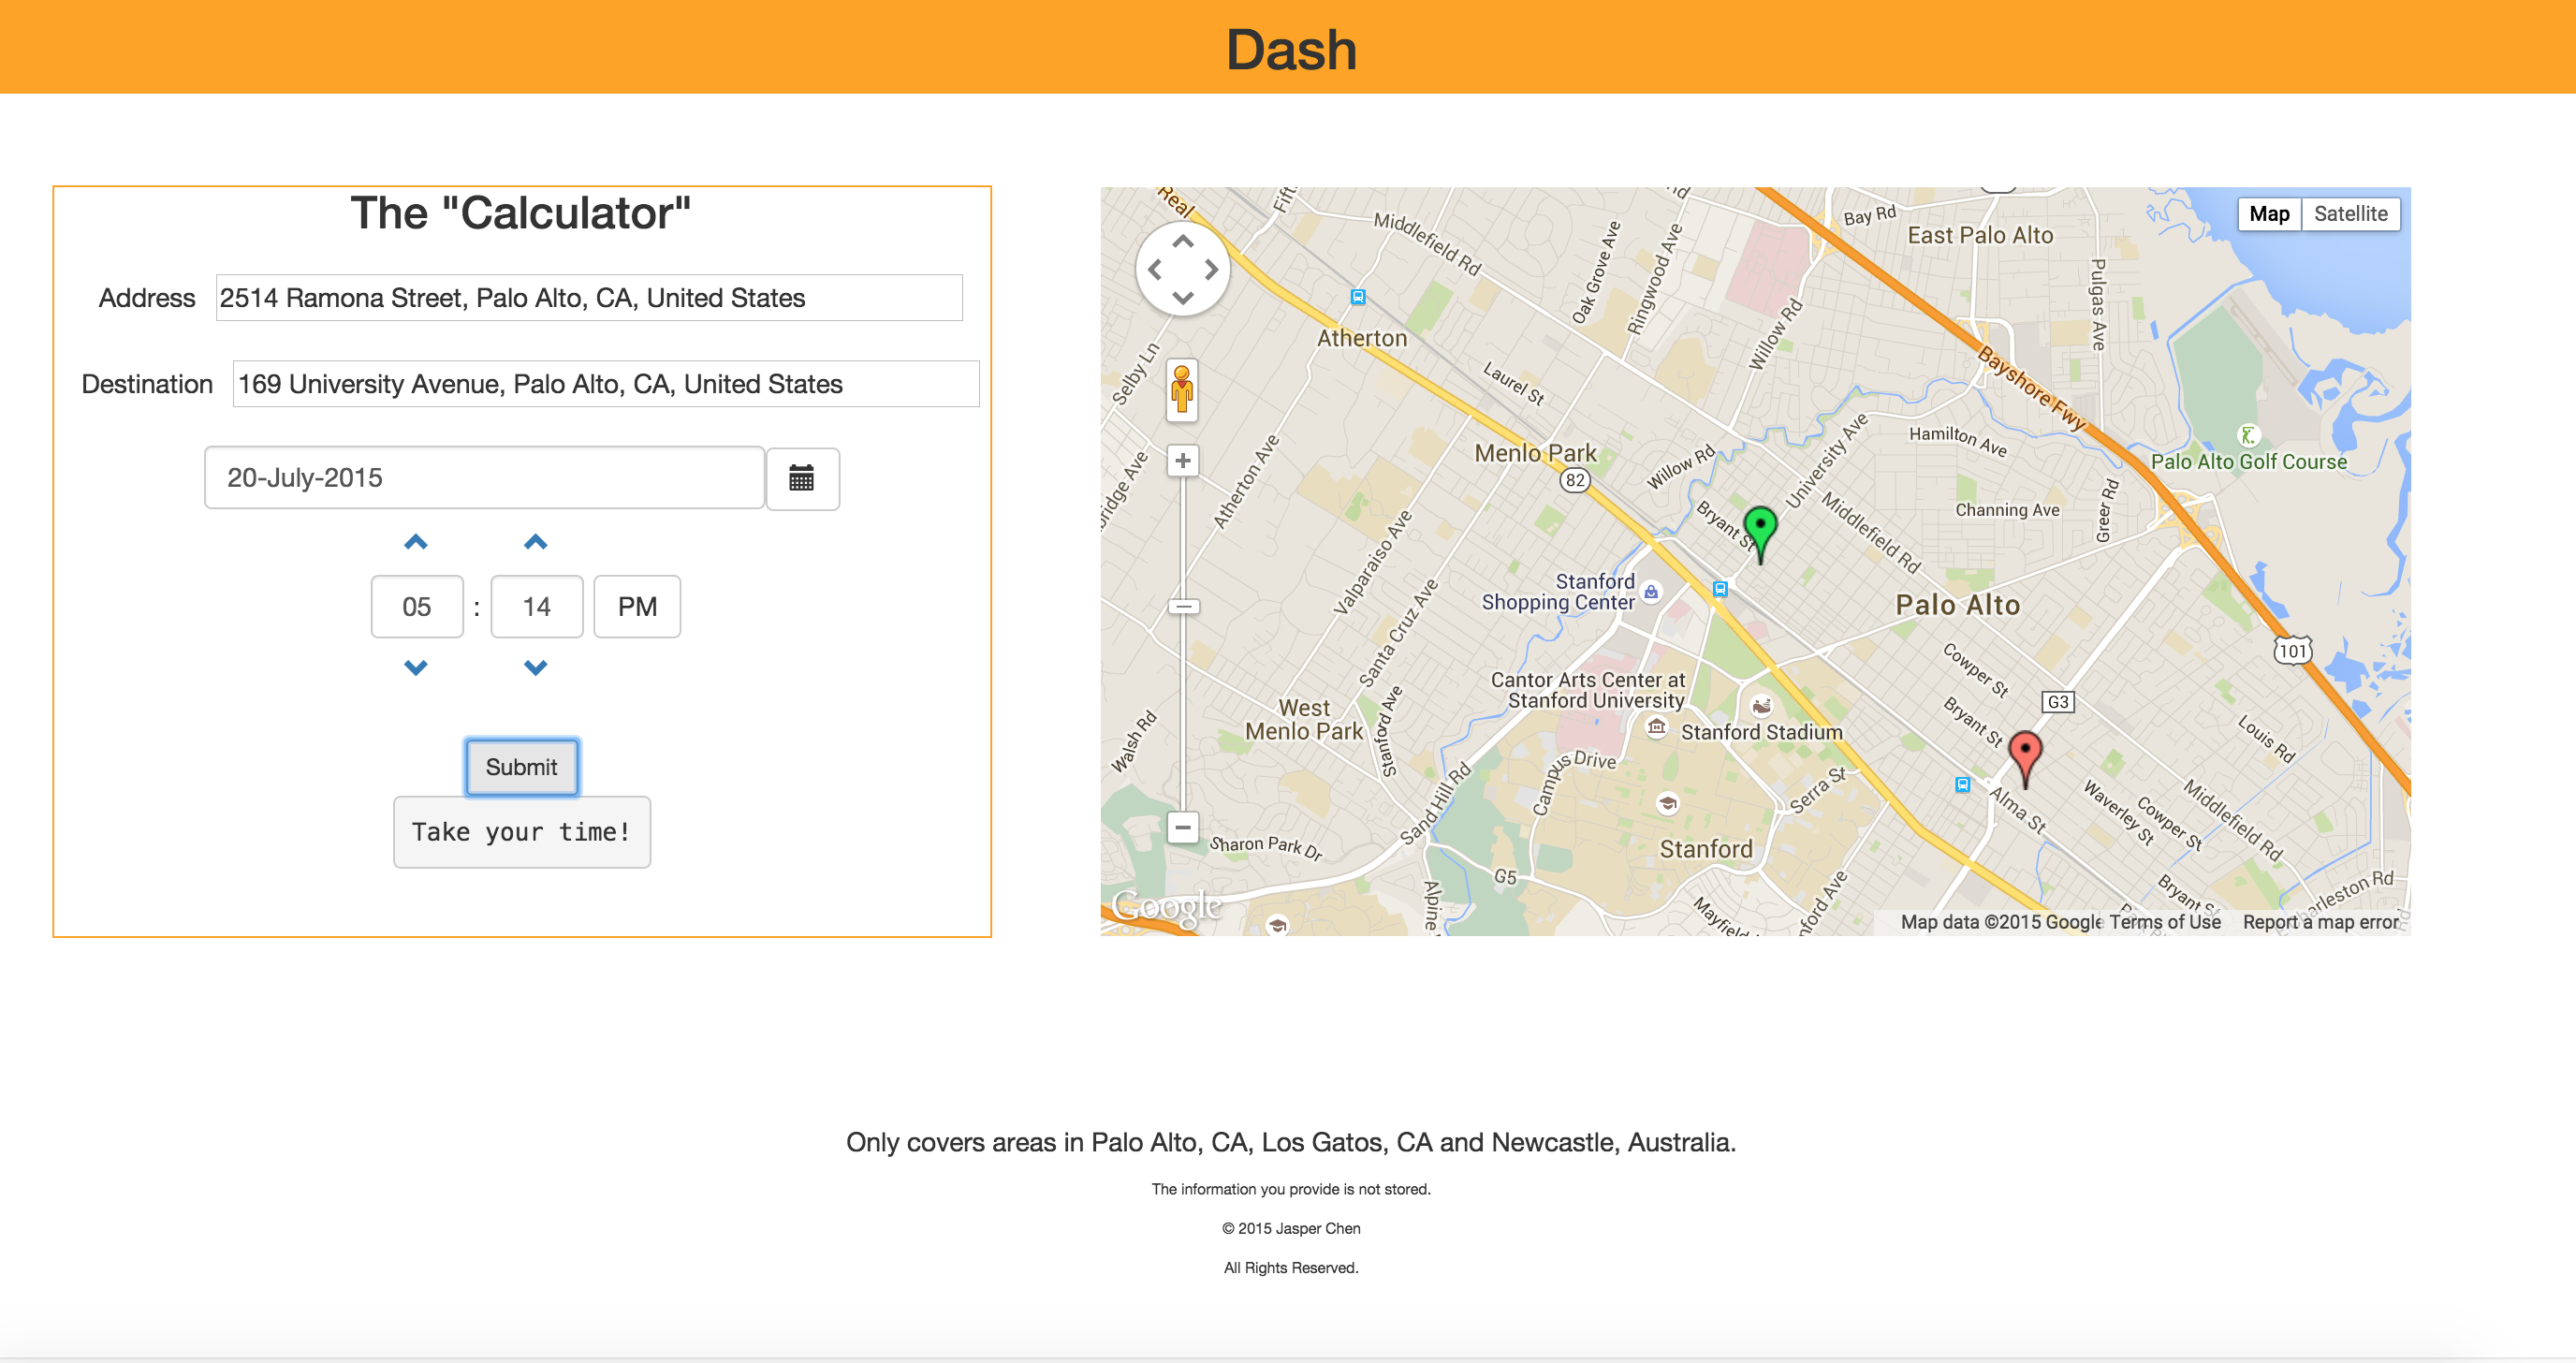 Dash
The "Calculator"
Address 2514 Ramona Street, Palo Alto, CA, United States
Destination 169 University Avenue, Palo Alto, CA, United States
20-July-2015
05 : 14 PM
Submit
Take your time!
Real
Middlefield Rd
Oak Grove Ave
Ringwood Ave
Bay Rd
East Palo Alto
Map Satellite
Pulgas Ave
Selby Ln
Atherton
Laurel St
Willow Rd
Bayshore Fwy
Atherton Ave
Menlo Park
82
Willow Rd
University Ave
Hamilton Ave
Palo Alto Golf Course
Valparaiso Ave
Bryant St
Middlefield Rd
Channing Ave
Greer Rd
Stanford
Shopping Center
Santa Cruz Ave
Palo Alto
101
Cantor Arts Center at
Stanford University
Cowper St
G3
West
Menlo Park
Stanford Ave
Stanford Stadium
Bryant St
Louis Rd
Walsh Rd
Campus Drive
Serra St
Sand Hill Rd
Alma St
Waverley St
Cowper St
Middlefield Rd
Sharon Park Dr
Stanford
G5
Alpine
Bryant St
Charleston Rd
Google
Map data ©2015 Google Terms of Use Report a map error
Only covers areas in Palo Alto, CA, Los Gatos, CA and Newcastle, Australia.
The information you provide is not stored.
© 2015 Jasper Chen
All Rights Reserved.